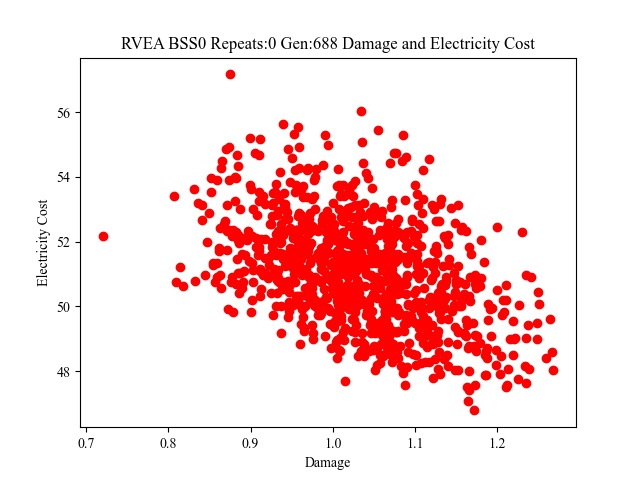 RVEA BSS0 Repeats:0 Gen:688 Damage and Electricity Cost
56
54
52
50
48
Electricity Cost
0.7 0.8 0.9 1.0 1.1 1.2
Damage